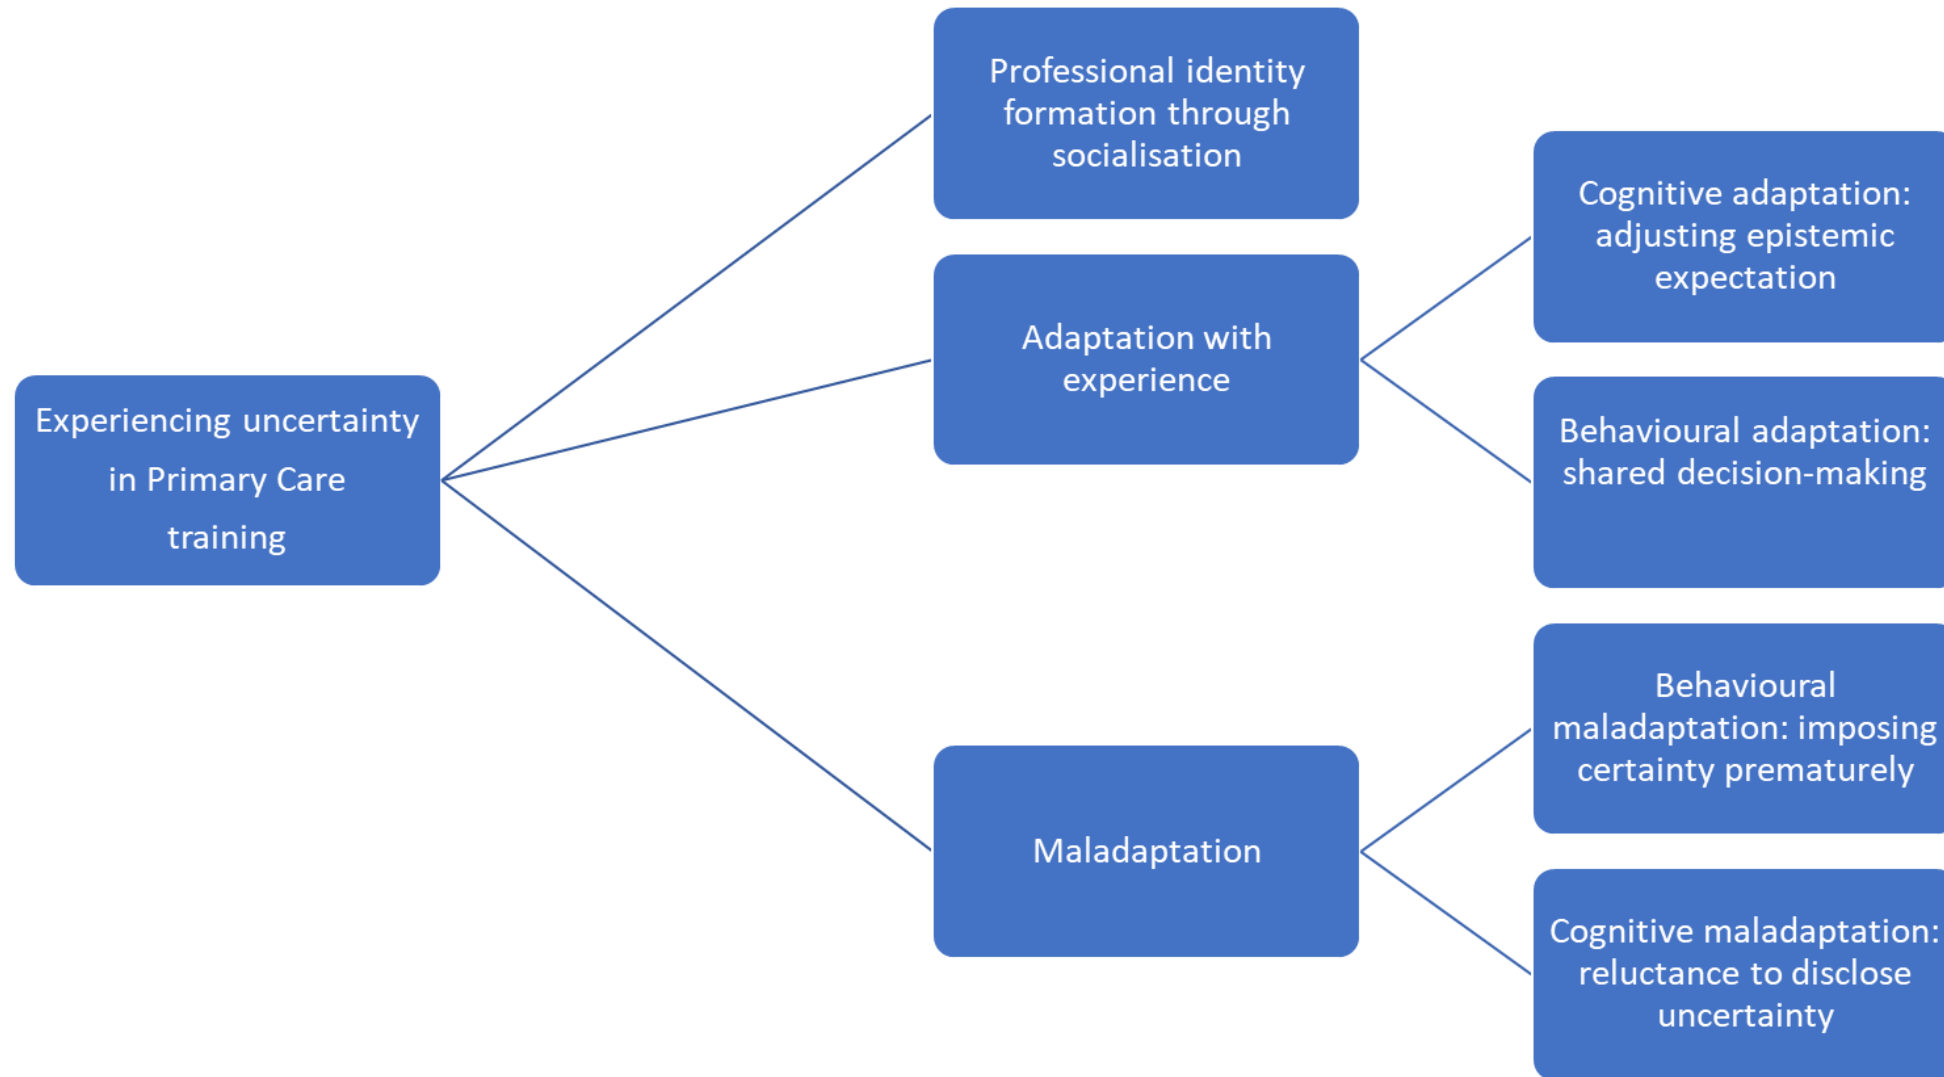 Experiencing uncertainty
in Primary Care
training
Professional identity
formation through
socialisation
Adaptation with
experience
Maladaptation
Cognitive adaptation:
adjusting epistemic
expectation
Behavioural adaptation:
shared decision-making
Behavioural
maladaptation: imposing
certainty prematurely
Cognitive maladaptation:
reluctance to disclose
uncertainty